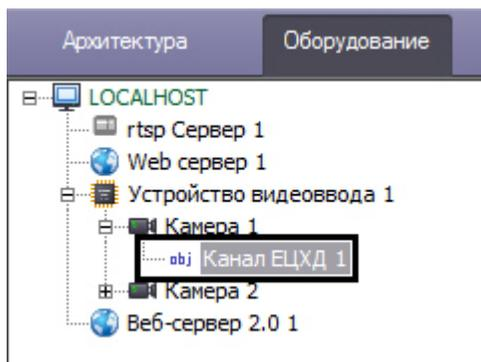 Архитектура Оборудование
LOCALHOST
rtsp Сервер 1
Web сервер 1
Устройство видеоввода 1
Камера 1
obj Канал ЕЦХД 1
Камера 2
Веб-сервер 2.0 1